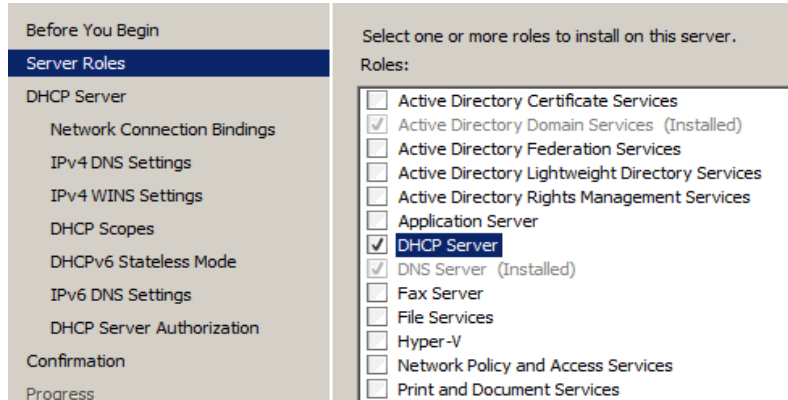 Before You Begin
Server Roles
DHCP Server
Network Connection Bindings
IPv4 DNS Settings
IPv4 WINS Settings
DHCP Scopes
DHCPv6 Stateless Mode
IPv6 DNS Settings
DHCP Server Authorization
Confirmation
Progress
Select one or more roles to install on this server.
Roles:
Active Directory Certificate Services
Active Directory Domain Services (Installed)
Active Directory Federation Services
Active Directory Lightweight Directory Services
Active Directory Rights Management Services
Application Server
DHCP Server
DNS Server (Installed)
Fax Server
File Services
Hyper-V
Network Policy and Access Services
Print and Document Services